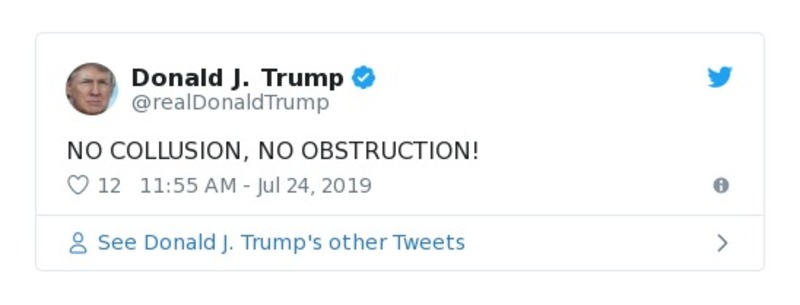 Donald J. Trump
@realDonaldTrump
NO COLLUSION, NO OBSTRUCTION!
12 11:55 AM - Jul 24, 2019
See Donald J. Trump's other Tweets